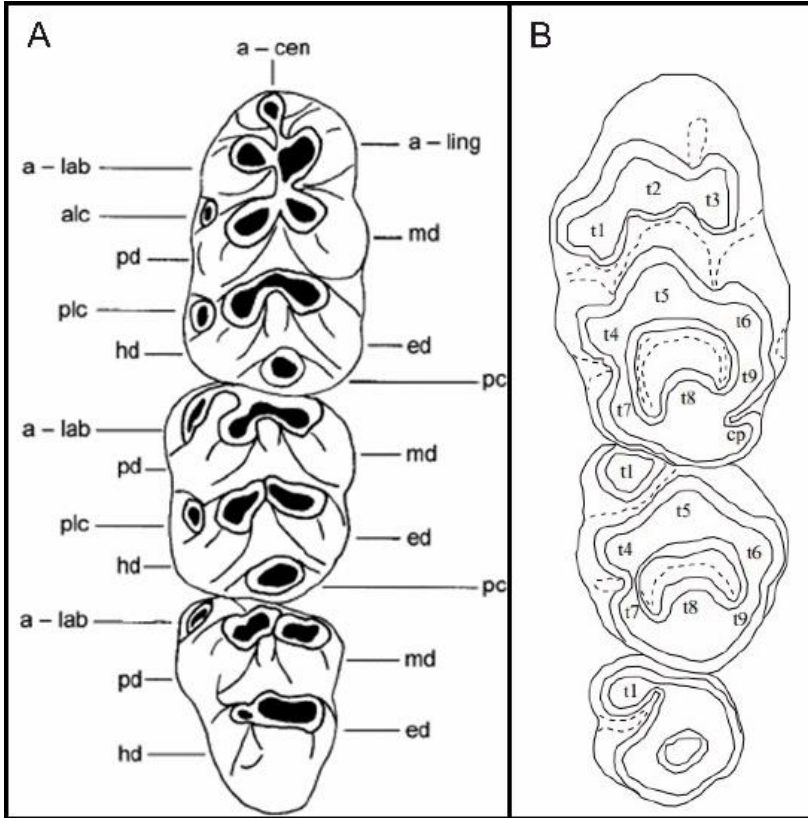 A
a – cen
a – lab
a – ling
alc
md
pd
plc
hd
ed
pc
a – lab
pd
md
plc
ed
hd
pc
a – lab
pd
md
ed
hd
B
t2
t3
t1
t5
t6
t4
t9
t7
t8
cp
t1
t5
t4
t6
t7
t8
t9
t1